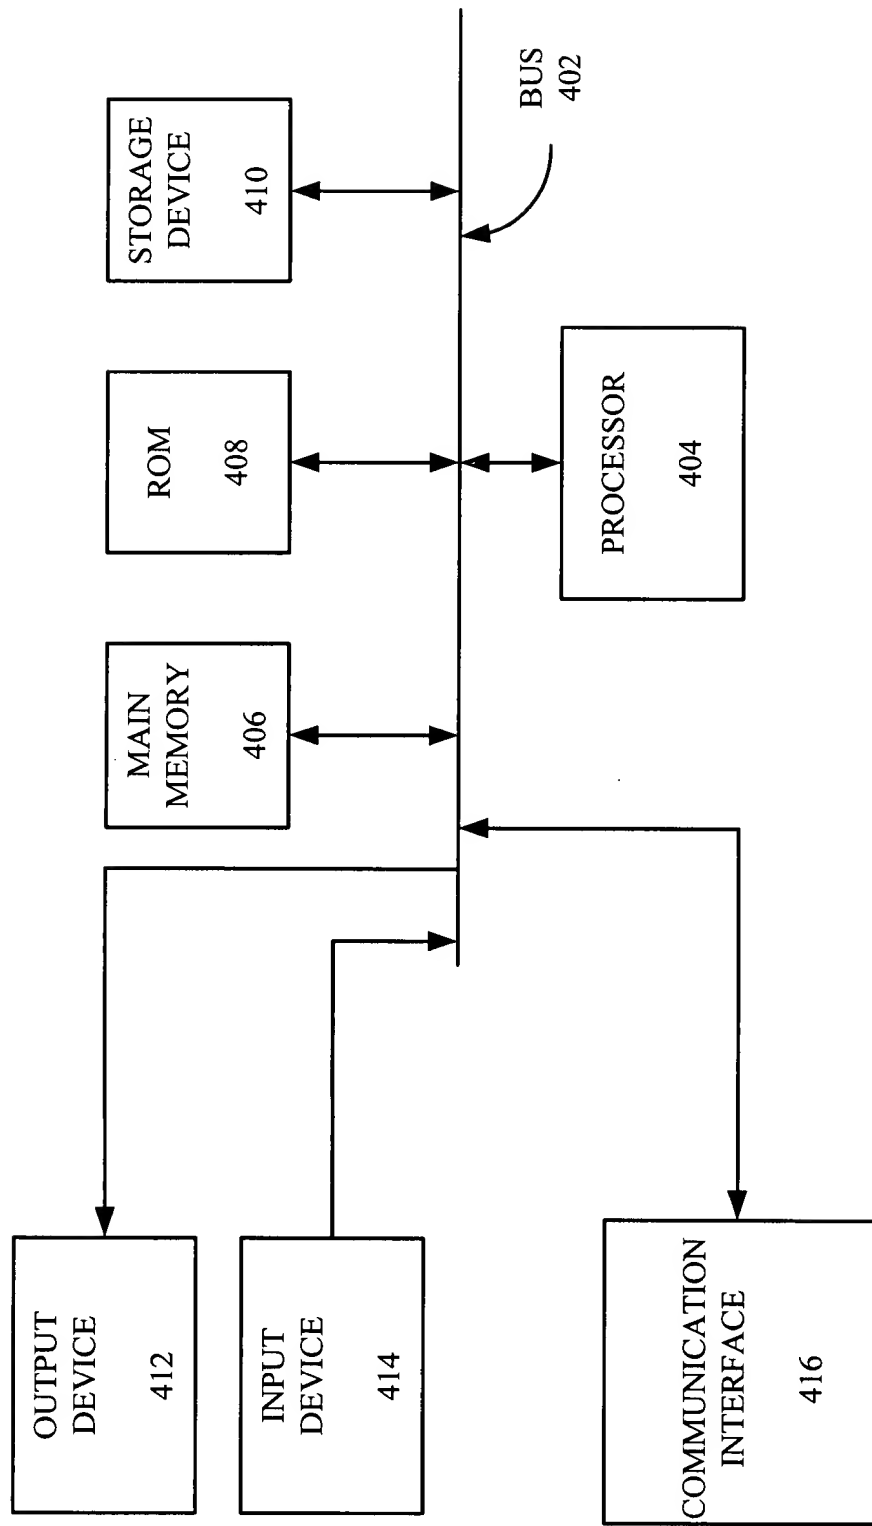 OUTPUT
DEVICE
412
MAIN
MEMORY
406
ROM
408
STORAGE
DEVICE
410
INPUT
DEVICE
414
BUS
402
COMMUNICATION
INTERFACE
416
PROCESSOR
404